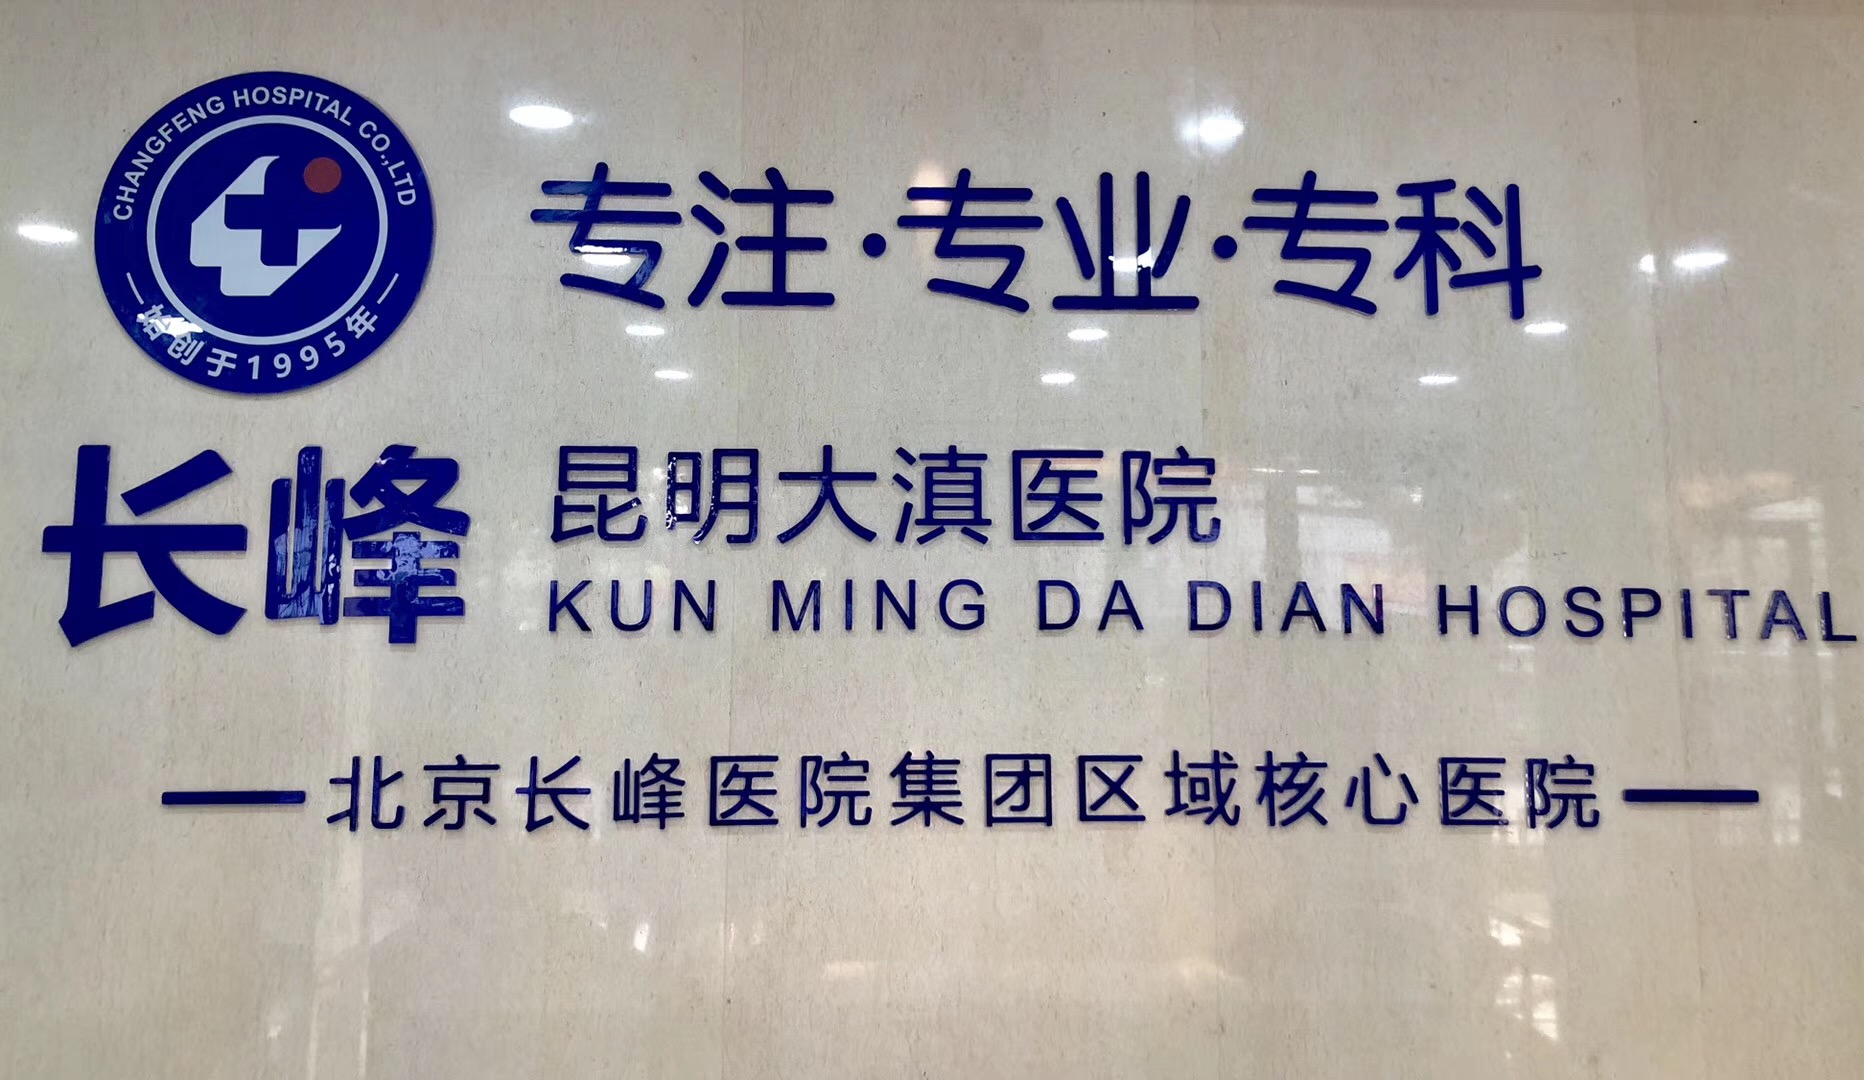 CHANGFENG HOSPITAL CO.,LTD
始创于1995年
专注·专业·专科
长峰
昆明大滇医院
KUN MING DA DIAN HOSPITAL
北京长峰医院集团区域核心医院